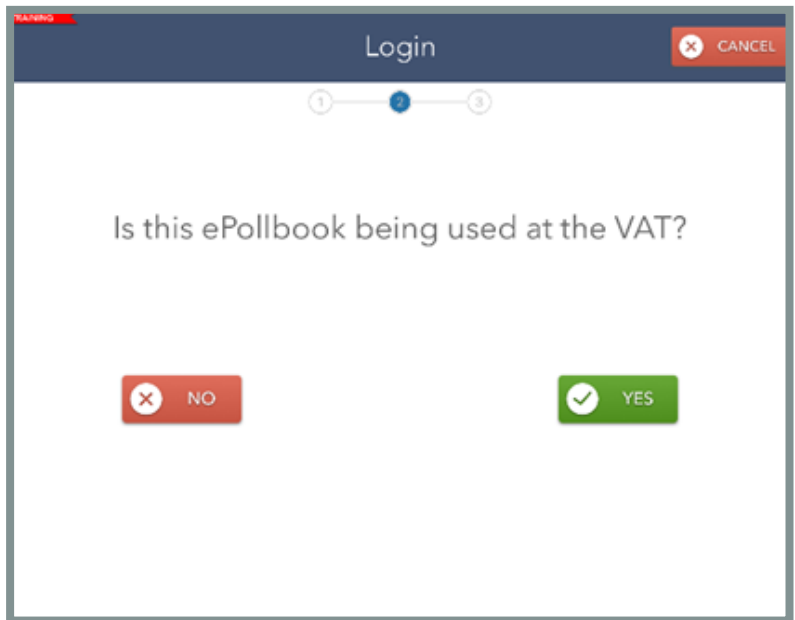 TRAINING
Login
CANCEL
1 2 3
Is this ePollbook being used at the VAT?
NO YES